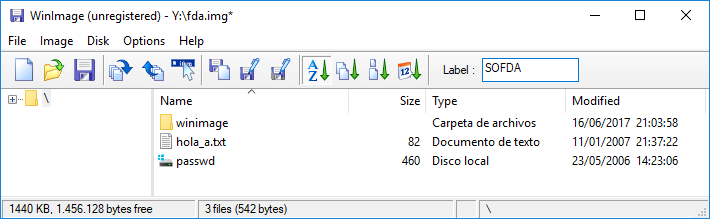 WinImage (unregistered) - Y:\fda.img*
File Image Disk Options Help
A Z 12 Label : SOFDA
\ Name Size Type Modified
winimage Carpeta de archivos 16/06/2017 21:03:58
hola_a.txt 82 Documento de texto 11/01/2007 21:37:22
passwd 460 Disco local 23/05/2006 14:23:06
1440 KB, 1.456.128 bytes free 3 files (542 bytes) \